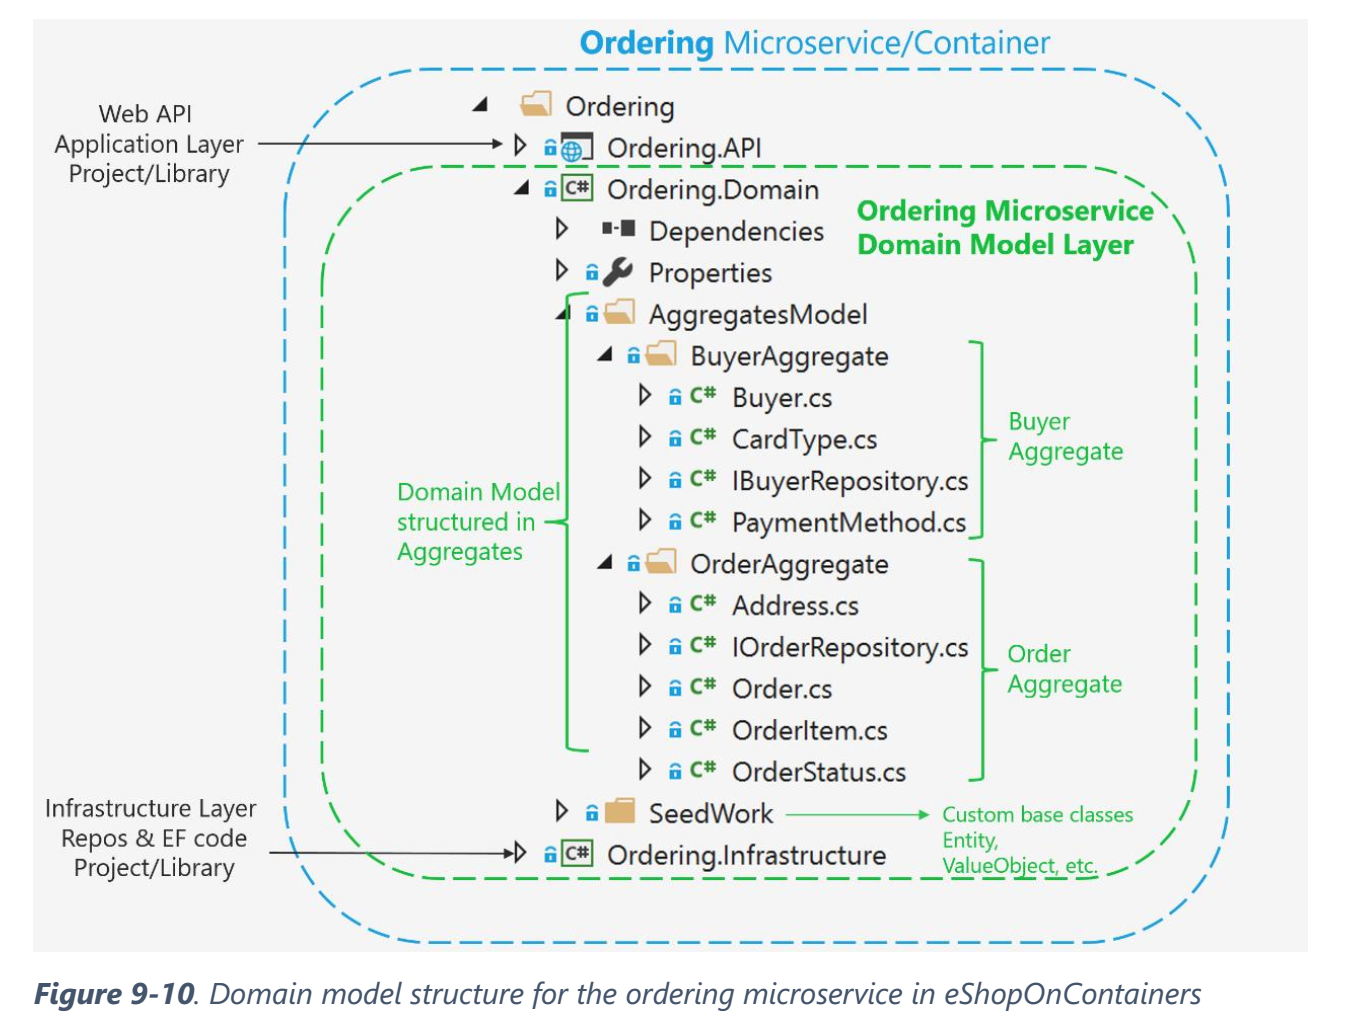 Ordering Microservice/Container
Web API
Application Layer
Project/Library
Ordering
Ordering.API
C# Ordering.Domain
Ordering Microservice
Domain Model Layer
Dependencies
Properties
AggregatesModel
BuyerAggregate
C# Buyer.cs
C# CardType.cs
C# IBuyerRepository.cs
C# PaymentMethod.cs
Buyer
Aggregate
Domain Model
structured in
Aggregates
OrderAggregate
C# Address.cs
C# IOrderRepository.cs
C# Order.cs
C# OrderItem.cs
C# OrderStatus.cs
Order
Aggregate
SeedWork
Custom base classes
Entity,
ValueObject, etc.
Infrastructure Layer
Repos & EF code
Project/Library
C# Ordering.Infrastructure
Figure 9-10. Domain model structure for the ordering microservice in eShopOnContainers